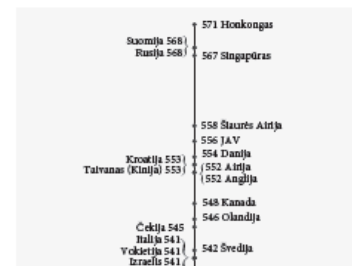 571 Honkongas
Suomija 568
Rusija 568
567 Singapūras
558 Šiaurės Airija
556 JAV
554 Danija
Kroatija 553
Taivanas (Kinija) 553
552 Airija
552 Anglija
548 Kanada
546 Olandija
Čekija 545
Italija 541
542 Švedija
Vokietija 541
Izraelis 541